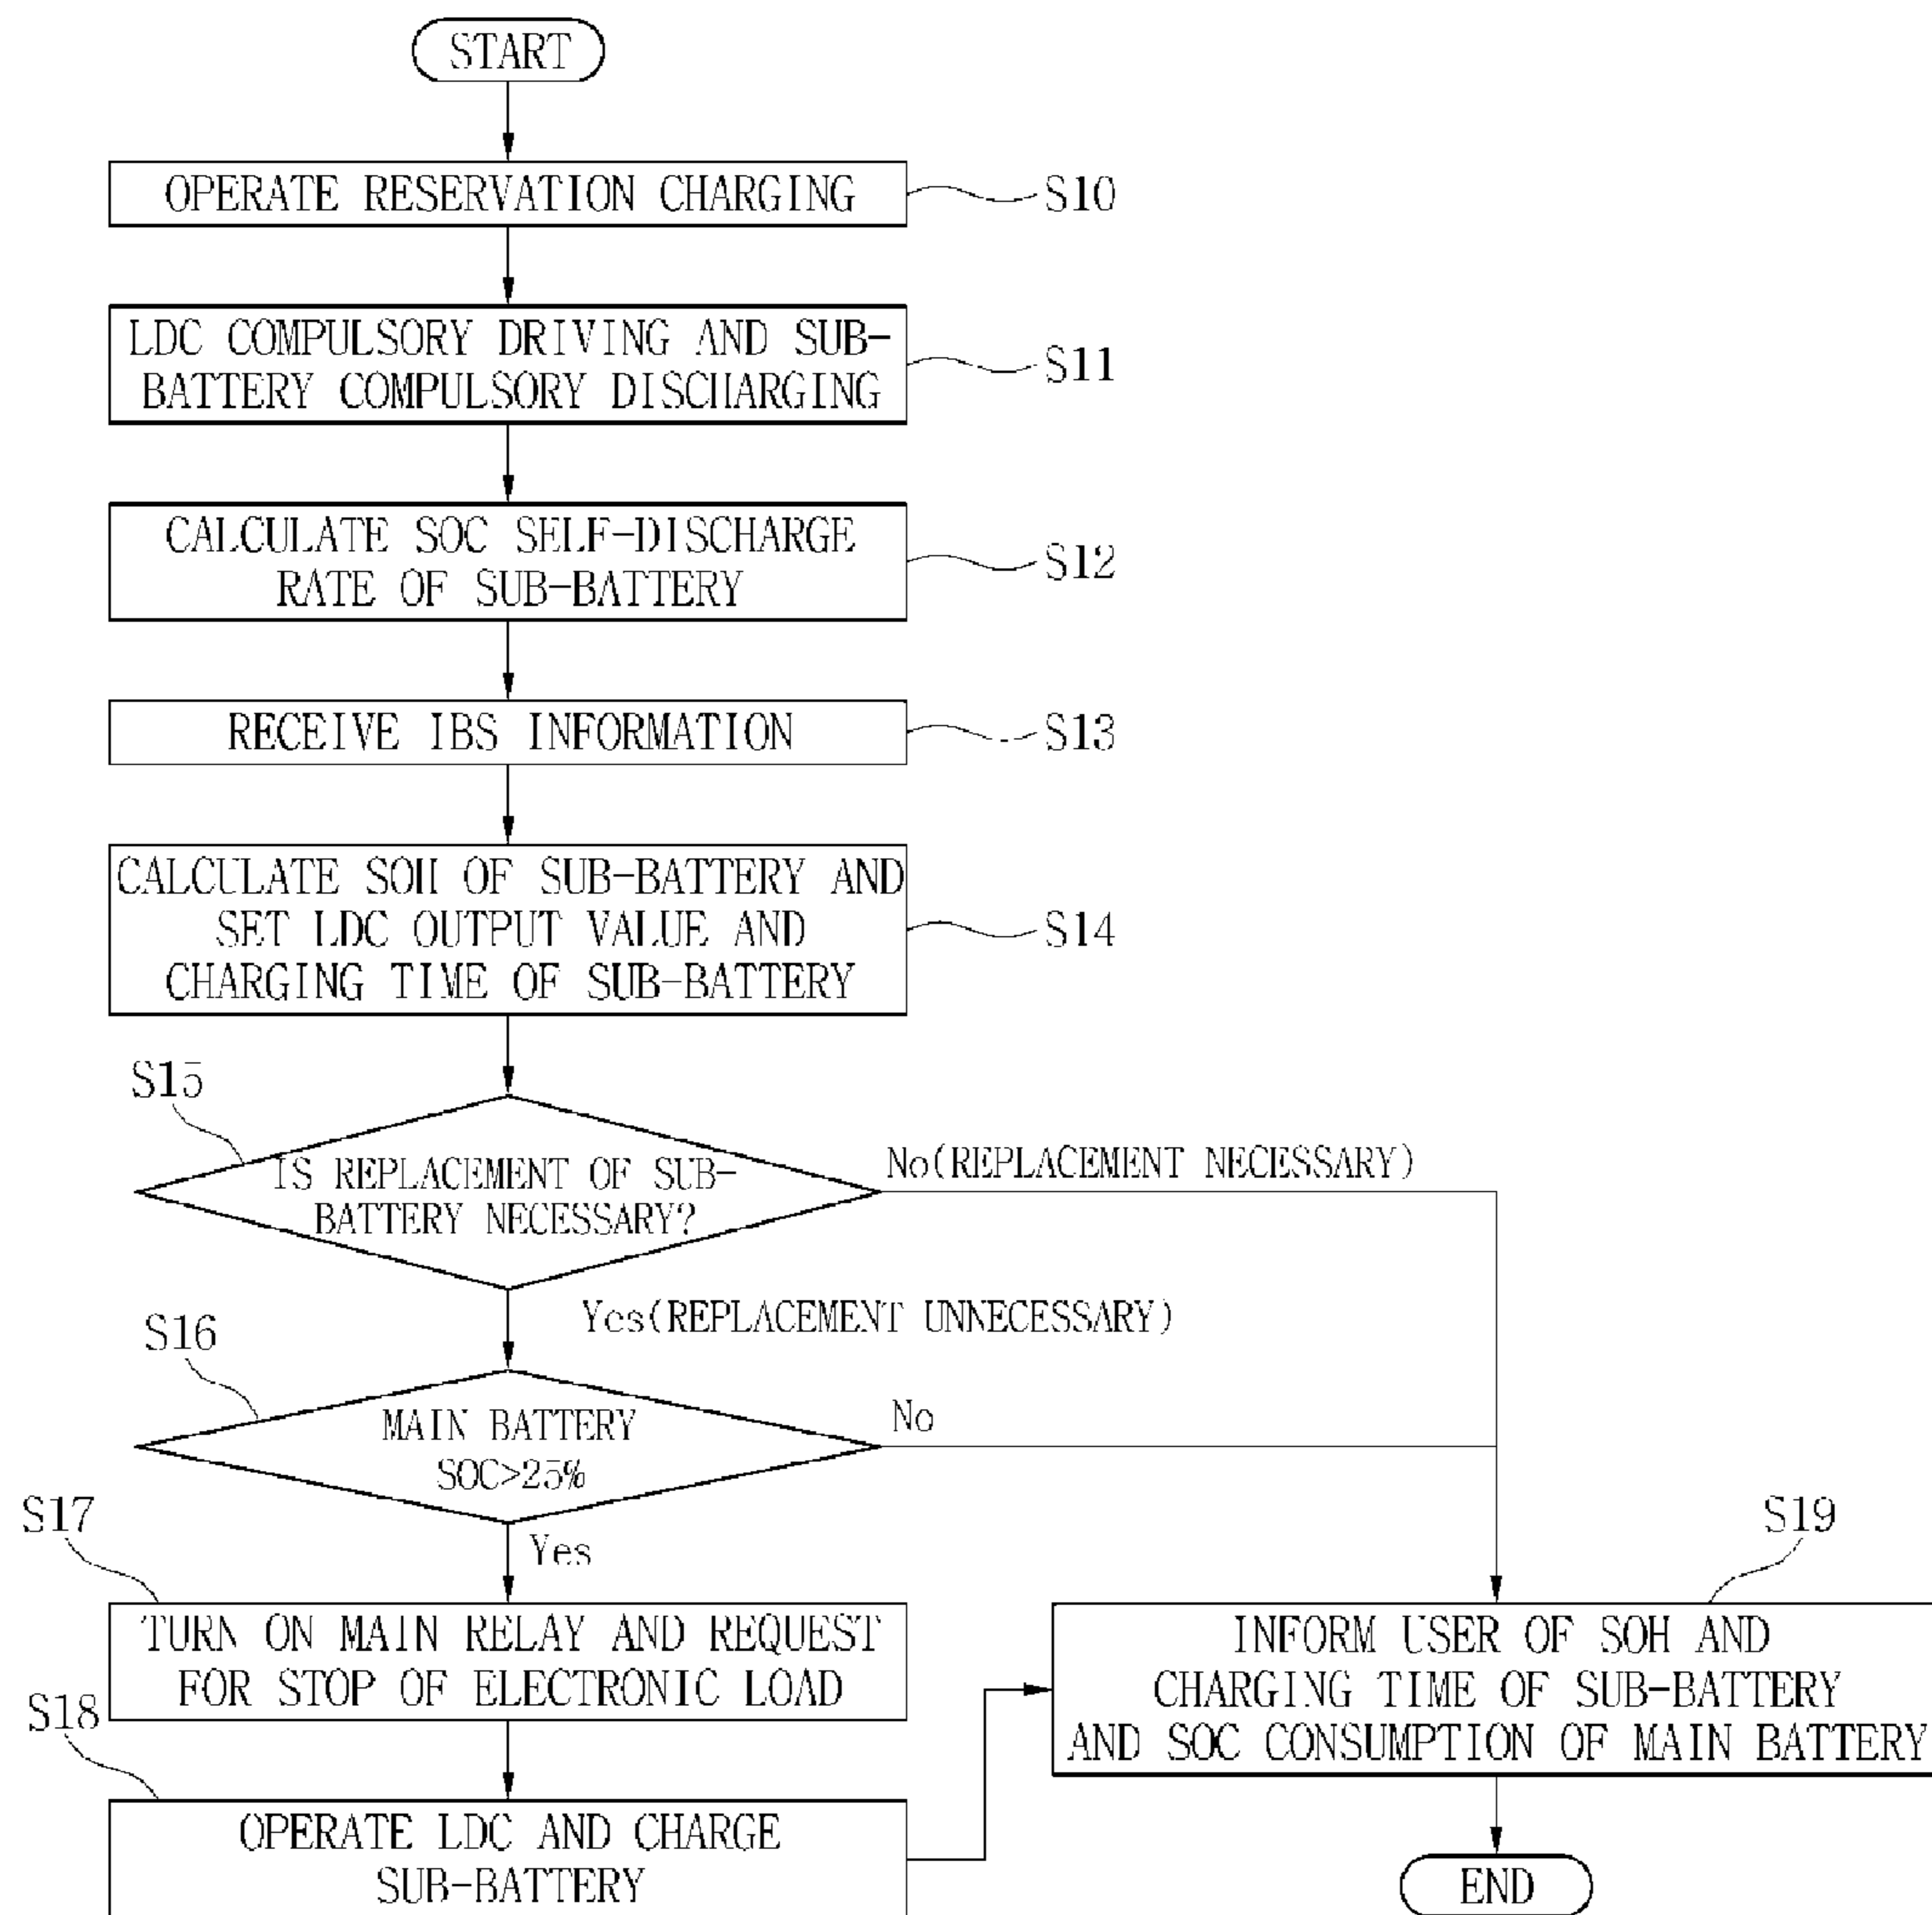 START
OPERATE RESERVATION CHARGING
S10
LDC COMPULSORY DRIVING AND SUB-
BATTERY COMPULSORY DISCHARGING
S11
CALCULATE SOC SELF-DISCHARGE
RATE OF SUB-BATTERY
S12
RECEIVE IBS INFORMATION
S13
CALCULATE SOH OF SUB-BATTERY AND
SET LDC OUTPUT VALUE AND
CHARGING TIME OF SUB-BATTERY
S14
S15
IS REPLACEMENT OF SUB-
BATTERY NECESSARY?
No(REPLACEMENT NECESSARY)
Yes(REPLACEMENT UNNECESSARY)
S16
MAIN BATTERY
SOC>25%
No
Yes
S17
TURN ON MAIN RELAY AND REQUEST
FOR STOP OF ELECTRONIC LOAD
S18
OPERATE LDC AND CHARGE
SUB-BATTERY
S19
INFORM USER OF SOH AND
CHARGING TIME OF SUB-BATTERY
AND SOC CONSUMPTION OF MAIN BATTERY
END